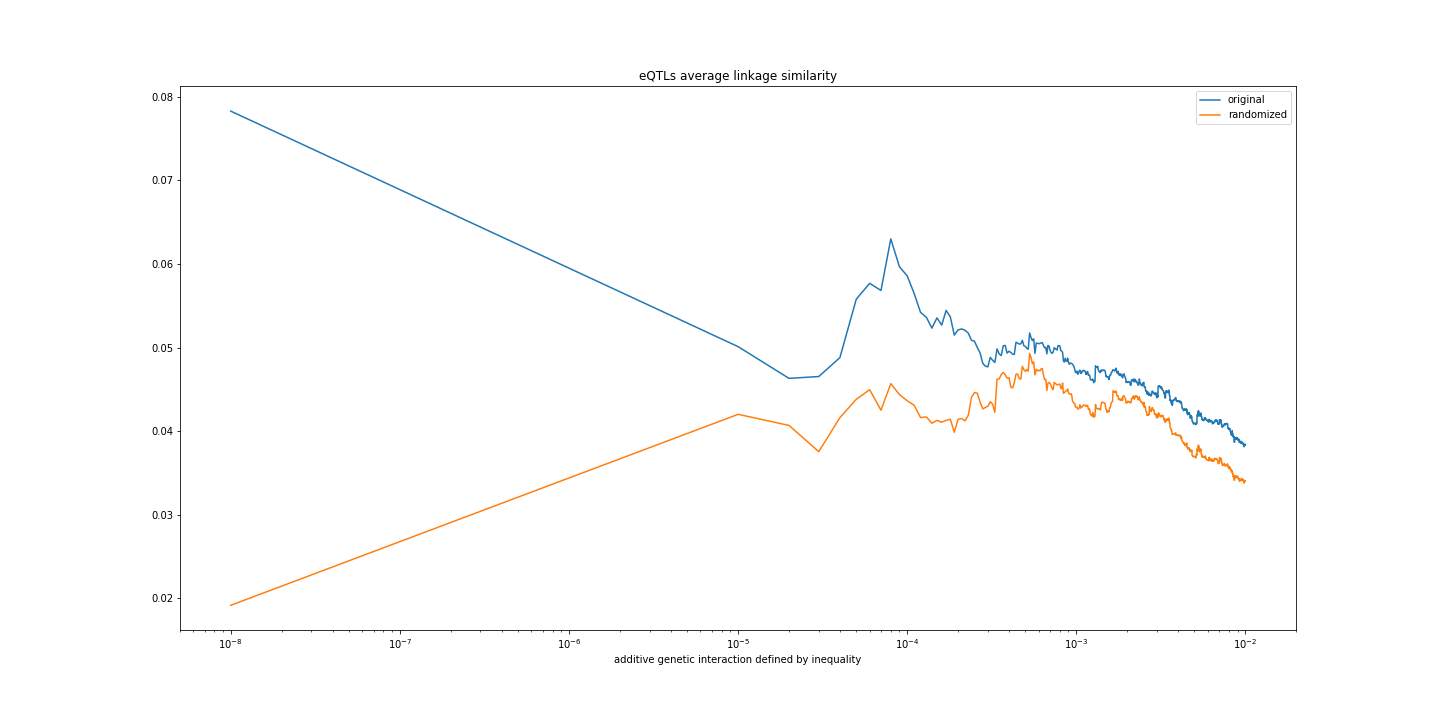 eQTLs average linkage similarity
original
randomized
0.08
0.07
0.06
0.05
0.04
0.03
0.02
10⁻⁸ 10⁻⁷ 10⁻⁶ 10⁻⁵ 10⁻⁴ 10⁻³ 10⁻²
additive genetic interaction defined by inequality